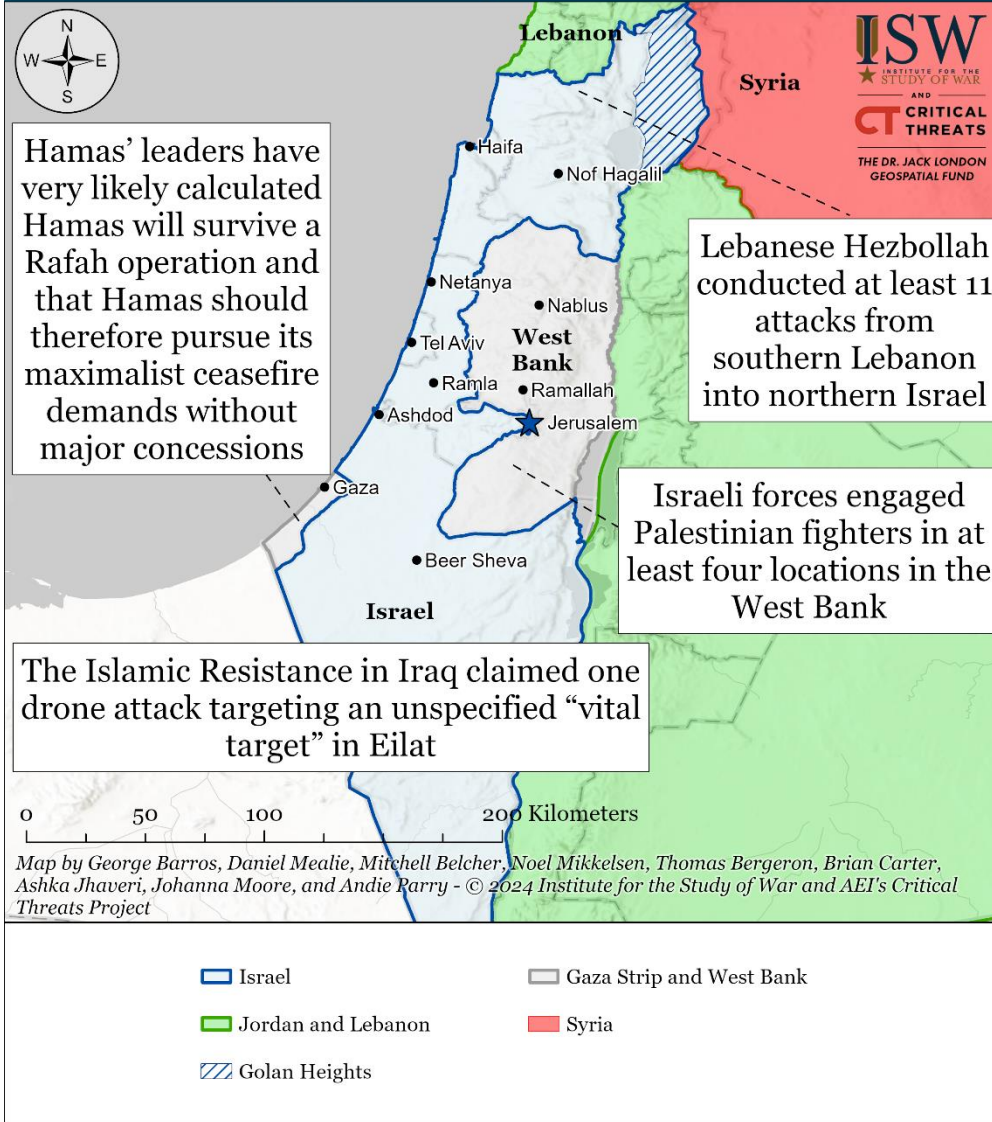 N
W
E
S
Lebanon
Syria
ISW
INSTITUTE FOR THE
STUDY OF WAR
AND
CT CRITICAL
THREATS
THE DR. JACK LONDON
GEOSPATIAL FUND
Hamas’ leaders have
very likely calculated
Hamas will survive a
Rafah operation and
that Hamas should
therefore pursue its
maximalist ceasefire
demands without
major concessions
Haifa
Nof Hagalil
Lebanese Hezbollah
conducted at least 11
attacks from
southern Lebanon
into northern Israel
Netanya
Nablus
West
Bank
Tel Aviv
Ramla
Ramallah
Ashdod
Jerusalem
Gaza
Israeli forces engaged
Palestinian fighters in at
least four locations in the
West Bank
Beer Sheva
Israel
The Islamic Resistance in Iraq claimed one
drone attack targeting an unspecified “vital
target” in Eilat
0 50 100 200 Kilometers
Map by George Barros, Daniel Mealie, Mitchell Belcher, Noel Mikkelsen, Thomas Bergeron, Brian Carter,
Ashka Jhaveri, Johanna Moore, and Andie Parry - © 2024 Institute for the Study of War and AEI's Critical
Threats Project
Israel
Gaza Strip and West Bank
Jordan and Lebanon
Syria
Golan Heights